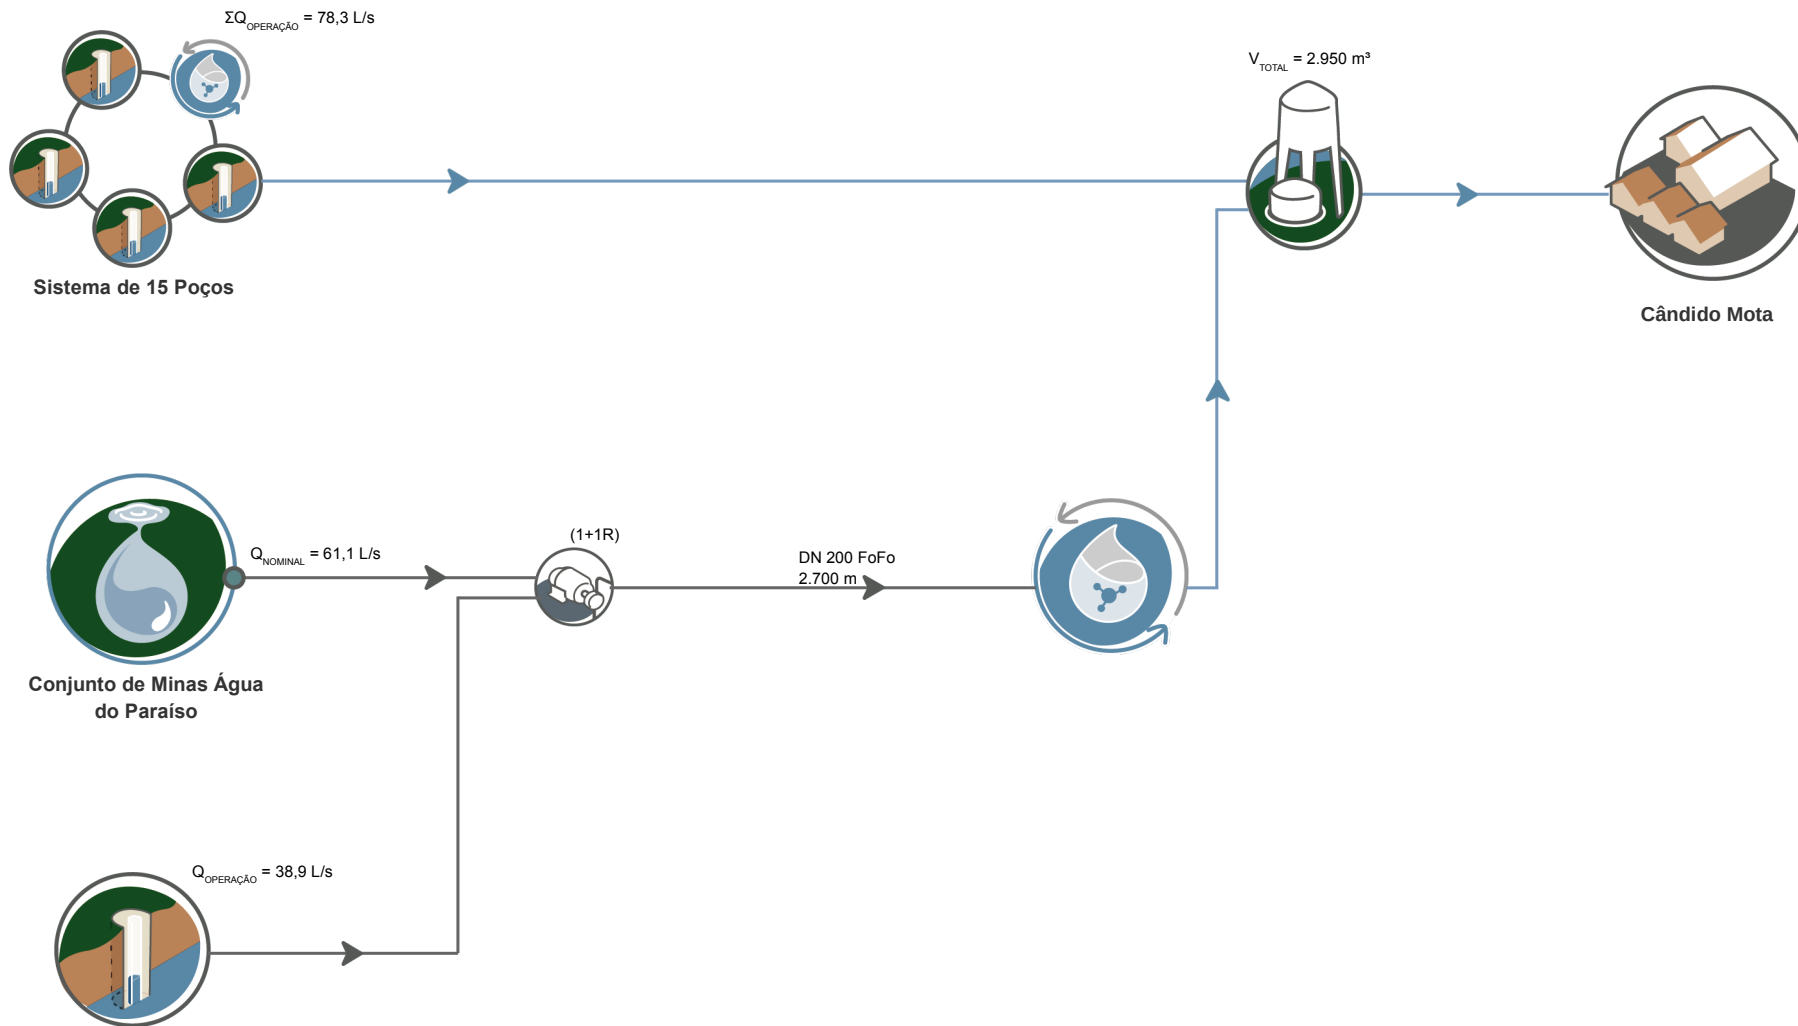 ΣQOPERAÇÃO = 78,3 L/s
VTOTAL = 2.950 m³
Sistema de 15 Poços
Cândido Mota
QNOMINAL = 61,1 L/s
(1+1R)
DN 200 FoFo
2.700 m
Conjunto de Minas Água
do Paraíso
QOPERAÇÃO = 38,9 L/s